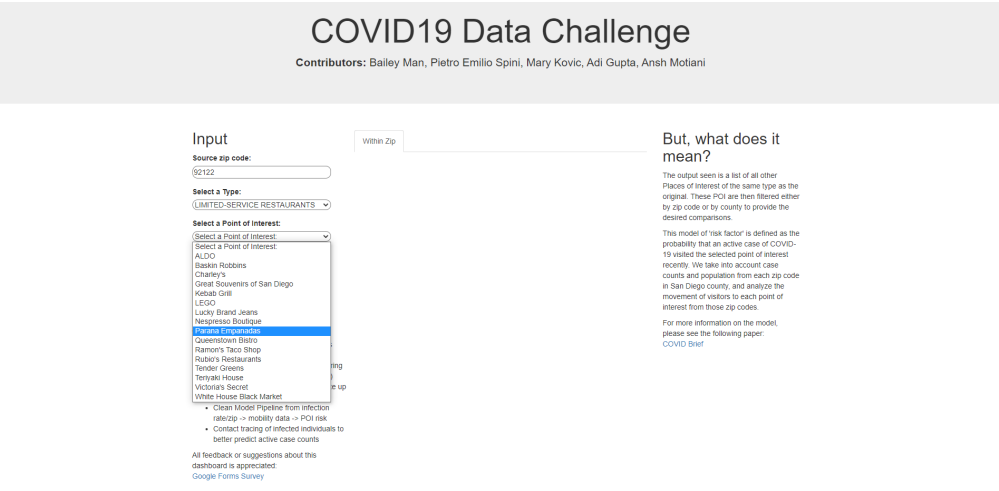 COVID19 Data Challenge
Contributors: Bailey Man, Pietro Emilio Spini, Mary Kovic, Adi Gupta, Ansh Motiani
Input
Source zip code:
92122
Select a Type:
LIMITED-SERVICE RESTAURANTS
Select a Point of Interest:
Select a Point of Interest:
Select a Point of Interest:
ALDO
Baskin Robbins
Charley's
Great Souvenirs of San Diego
Kebab Grill
LEGO
Lucky Brand Jeans
Nespresso Boutique
Parana Empanadas
Queenstown Bistro
Ramon's Taco Shop
Rubio's Restaurants
Tender Greens
Teriyaki House
Victoria's Secret
White House Black Market
• Clean Model Pipeline from infection
rate/zip -> mobility data -> POI risk
• Contact tracing of infected individuals to
better predict active case counts
All feedback or suggestions about this
dashboard is appreciated:
Google Forms Survey
Within Zip
But, what does it
mean?
The output seen is a list of all other
Places of Interest of the same type as the
original. These POI are then filtered either
by zip code or by county to provide the
desired comparisons.
This model of 'risk factor' is defined as the
probability that an active case of COVID-
19 visited the selected point of interest
recently. We take into account case
counts and population from each zip code
in San Diego county, and analyze the
movement of visitors to each point of
interest from those zip codes.
For more information on the model,
please see the following paper:
COVID Brief